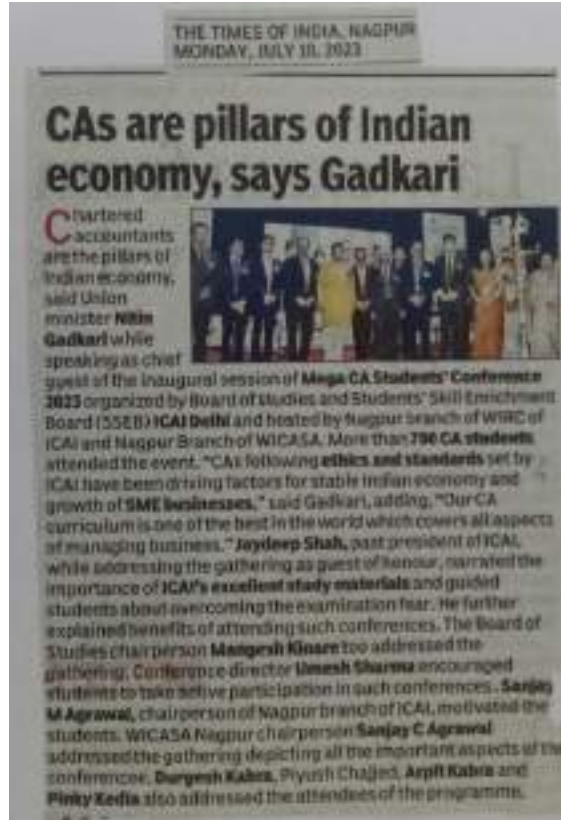 THE TIMES OF INDIA, NAGPUR
MONDAY, JULY 10, 2023
CAs are pillars of Indian
economy, says Gadkari
Chartered
accountants
are the pillars of
Indian economy,
said Union
minister Nitin
Gadkari while
speaking as chief
guest of the inaugural session of Mega CA Students' Conference
2023 organized by Board of Studies and Students' Skill Enrichment
Board (SSEB) ICAI Delhi and hosted by Nagpur branch of WIRC of
ICAI and Nagpur Branch of WICASA. More than CA students
attended the event. "CAs following ethics and standards set by
ICAI have been driving factors for stable Indian economy and
growth of SME businesses," said Gadkari, adding, "Our CA
curriculum is one of the best in the world which covers all aspects
of managing business." Jaydeep Shah, past president of ICAI,
while addressing the gathering as guest of honour, narrated the
importance of ICAI's excellent study materials and guided
students about overcoming the examination fear. He further
explained benefits of attending such conferences. The Board of
Studies chairperson Mangesh Kinare too addressed the
gathering. Conference director Umesh Sharma encouraged
students to take active participation in such conferences. Sanjay
M Agrawal, chairperson of Nagpur branch of ICAI, motivated the
students. WICASA Nagpur chairperson Sanjay C Agrawal
addressed the gathering depicting all the important aspects of the
conferences. Durgesh Kabra, Piyush Chajjed, Arpit Kabra and
Pinky Kedia also addressed the attendees of the programme.